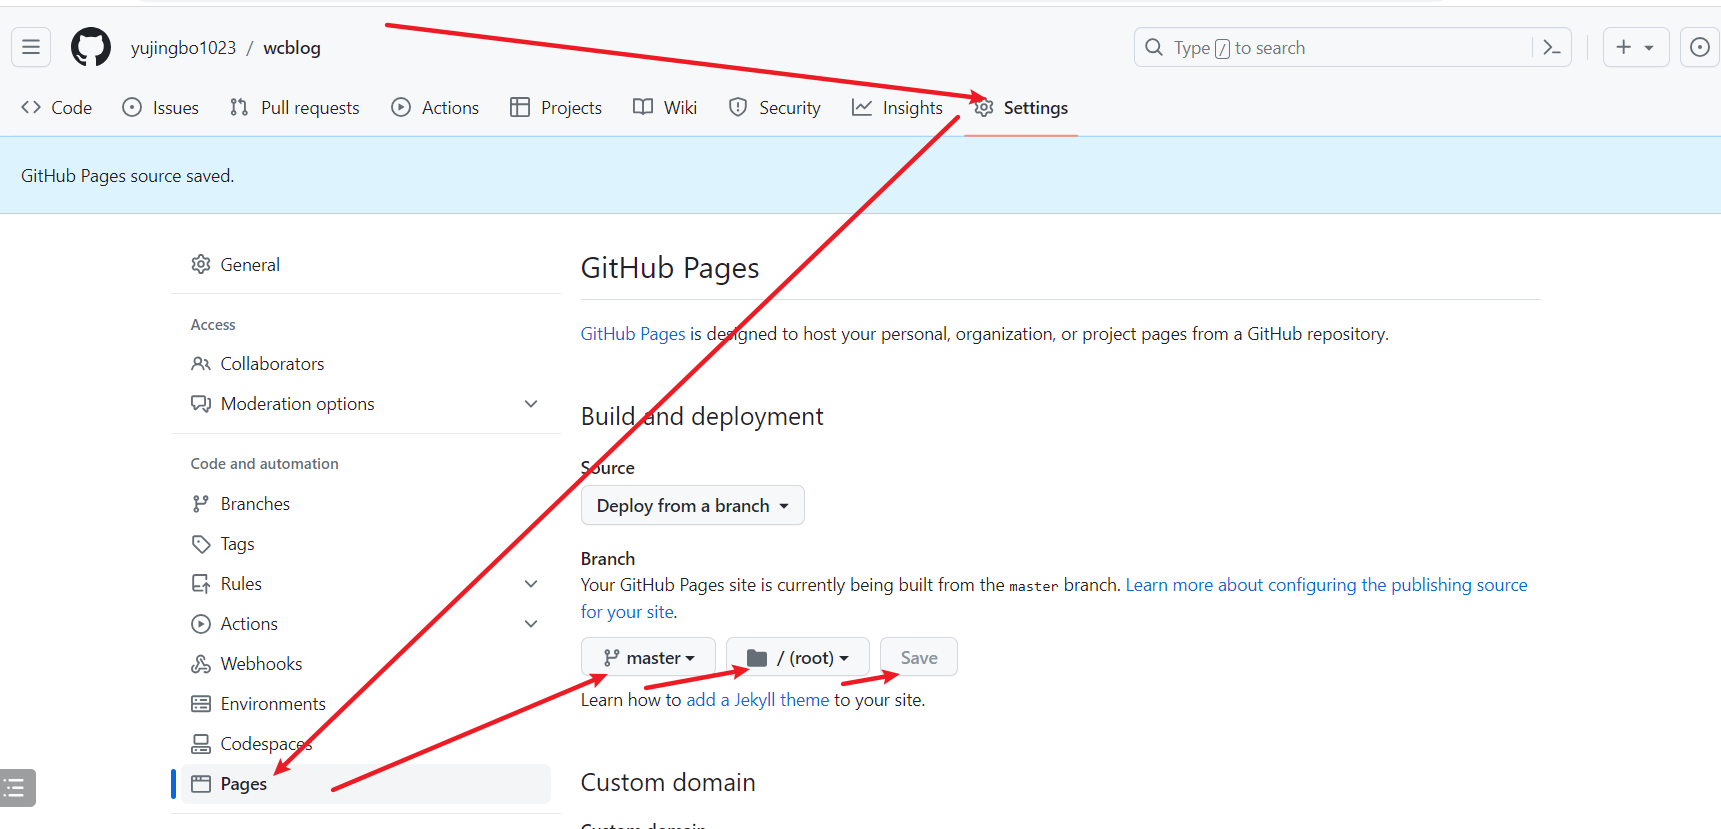 yujingbo1023 / wcblog
Type / to search
Code Issues Pull requests Actions Projects Wiki Security Insights Settings
GitHub Pages source saved.
General
Access
Collaborators
Moderation options
Code and automation
Branches
Tags
Rules
Actions
Webhooks
Environments
Codespaces
Pages
GitHub Pages
GitHub Pages is designed to host your personal, organization, or project pages from a GitHub repository.
Build and deployment
Source
Deploy from a branch
Branch
Your GitHub Pages site is currently being built from the master branch. Learn more about configuring the publishing source
for your site.
master / (root) Save
Learn how to add a Jekyll theme to your site.
Custom domain
Custom domain